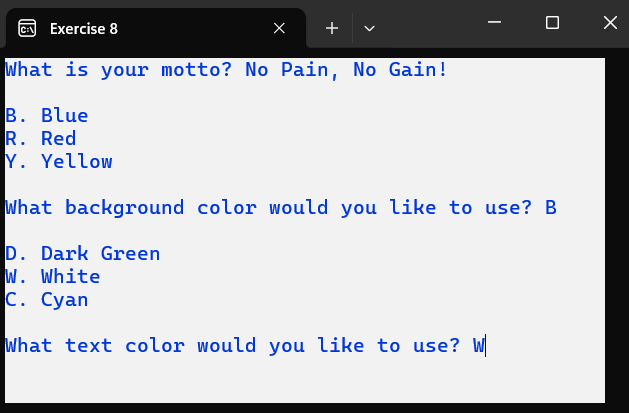 Exercise 8
What is your motto? No Pain, No Gain!
B. Blue
R. Red
Y. Yellow
What background color would you like to use? B
D. Dark Green
W. White
C. Cyan
What text color would you like to use? W